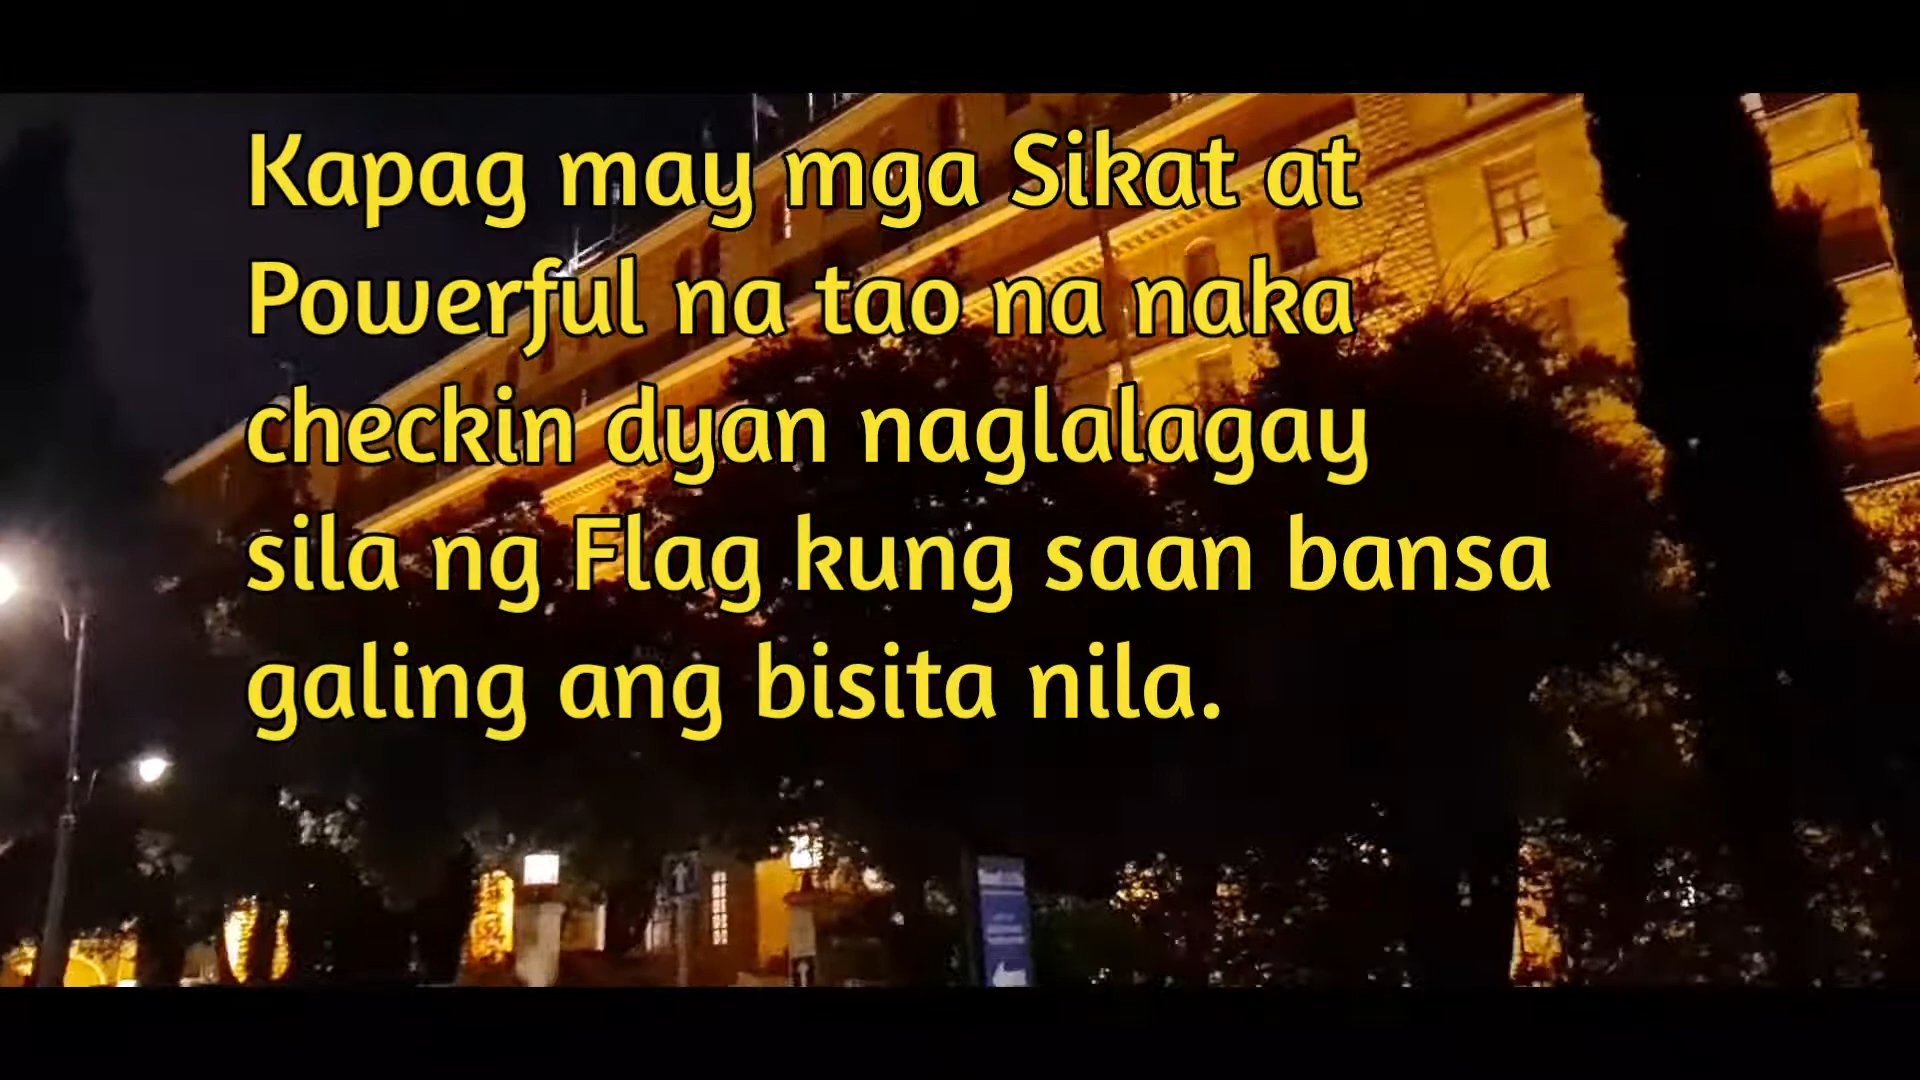 Kapag may mga Sikat at
Powerful na tao na naka
checkin dyan naglalagay
sila ng Flag kung saan bansa
galing ang bisita nila.